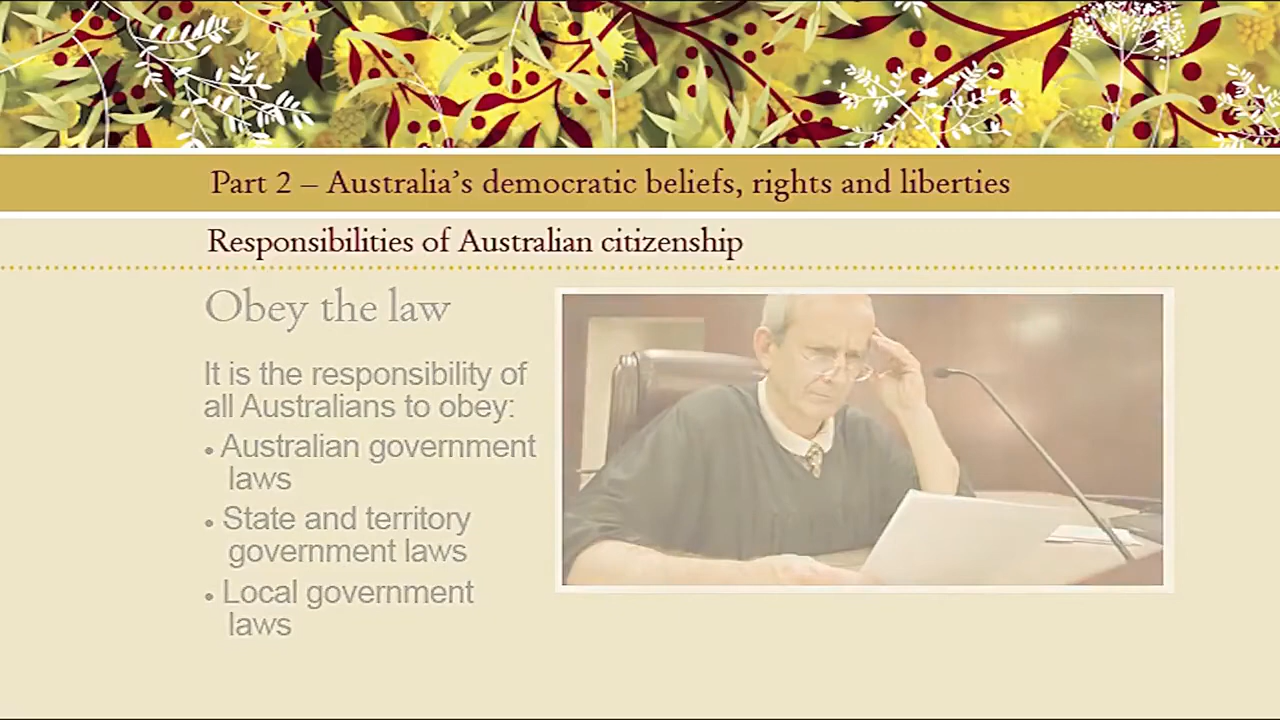 Part 2 – Australia's democratic beliefs, rights and liberties
Responsibilities of Australian citizenship
Obey the law
It is the responsibility of
all Australians to obey:
• Australian government
laws
• State and territory
government laws
• Local government
laws